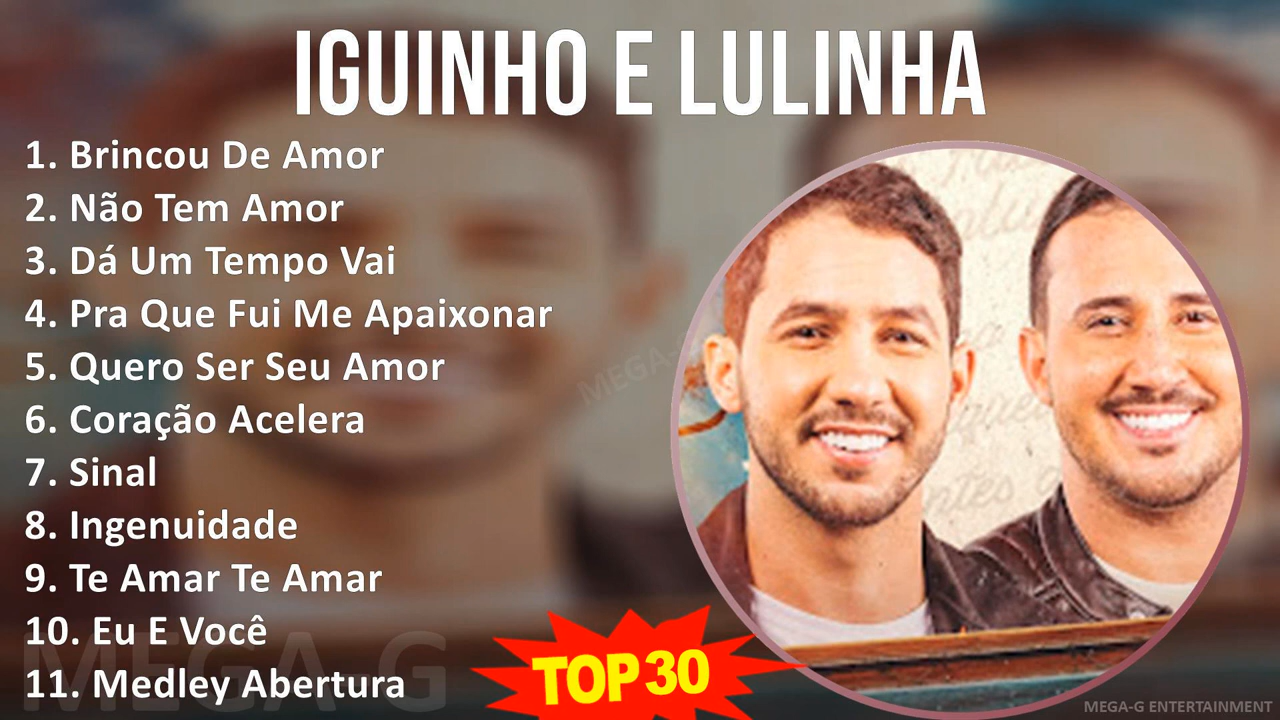 IGUINHO E LULINHA
1. Brincou De Amor
2. Não Tem Amor
3. Dá Um Tempo Vai
4. Pra Que Fui Me Apaixonar
5. Quero Ser Seu Amor
6. Coração Acelera
7. Sinal
8. Ingenuidade
9. Te Amar Te Amar
10. Eu E Você
11. Medley Abertura
TOP 30
MEGA-G
MEGA-G
MEGA-G ENTERTAINMENT